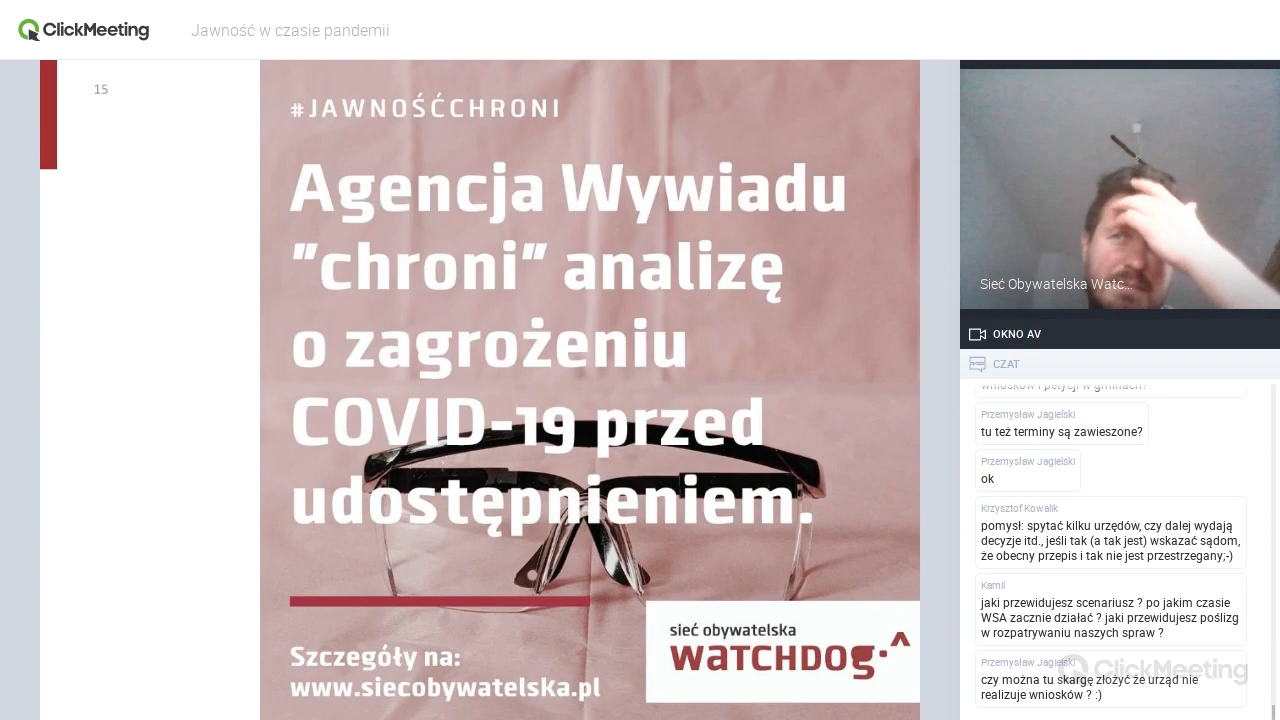 ClickMeeting
Jawność w czasie pandemii
15
#JAWNOŚĆCHRONI
Agencja Wywiadu
"chroni" analizę
o zagrożeniu
COVID-19 przed
udostępnieniem.
Szczegóły na:
www.siecobywatelska.pl
sieć obywatelska
WATCHDOG
Sieć Obywatelska Watc...
OKNO AV
CZAT
wniosków i petycji w gminach?
Przemysław Jagielski
tu też terminy są zawieszone?
Przemysław Jagielski
ok
Krzysztof Kowalik
pomysł: spytać kilku urzędów, czy dalej wydają
decyzje itd., jeśli tak (a tak jest) wskazać sądom,
że obecny przepis i tak nie jest przestrzegany;-)
Kamil
jaki przewidujesz scenariusz ? po jakim czasie
WSA zacznie działać ? jaki przewidujesz poślizg
w rozpatrywaniu naszych spraw ?
Przemysław Jagielski
czy można tu skargę złożyć że urząd nie
realizuje wniosków ? :)
ClickMeeting